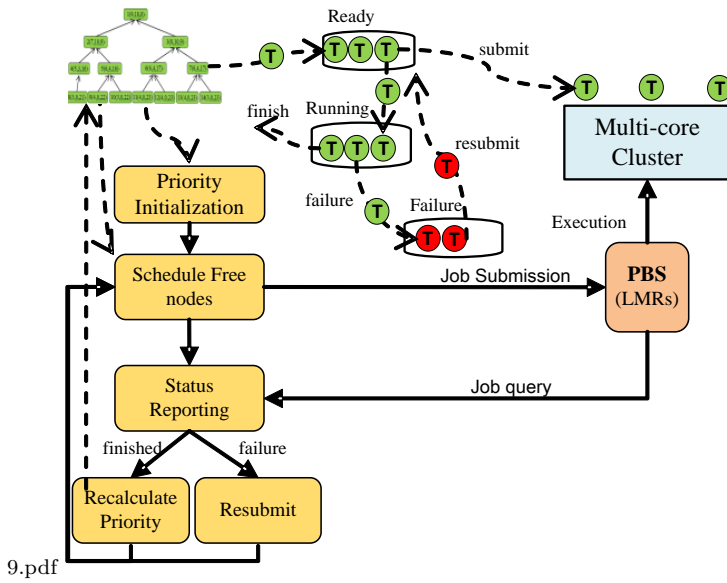 Ready
T
T T T
submit
T T T
T
finish
Running
Multi-core
Cluster
T T T
T
resubmit
Priority
Initialization
failure
T
Failure
T T
Execution
Schedule Free
nodes
Job Submission
PBS
(LMRs)
Status
Reporting
Job query
finished
failure
Recalculate
Priority
Resubmit
9.pdf